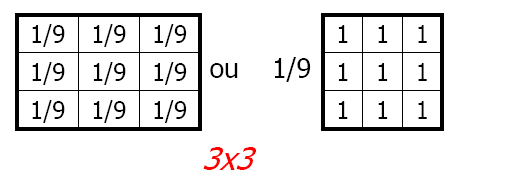 1/9 1/9 1/9 1 1 1
1/9 1/9 1/9 ou 1/9 1 1 1
1/9 1/9 1/9 1 1 1
3x3